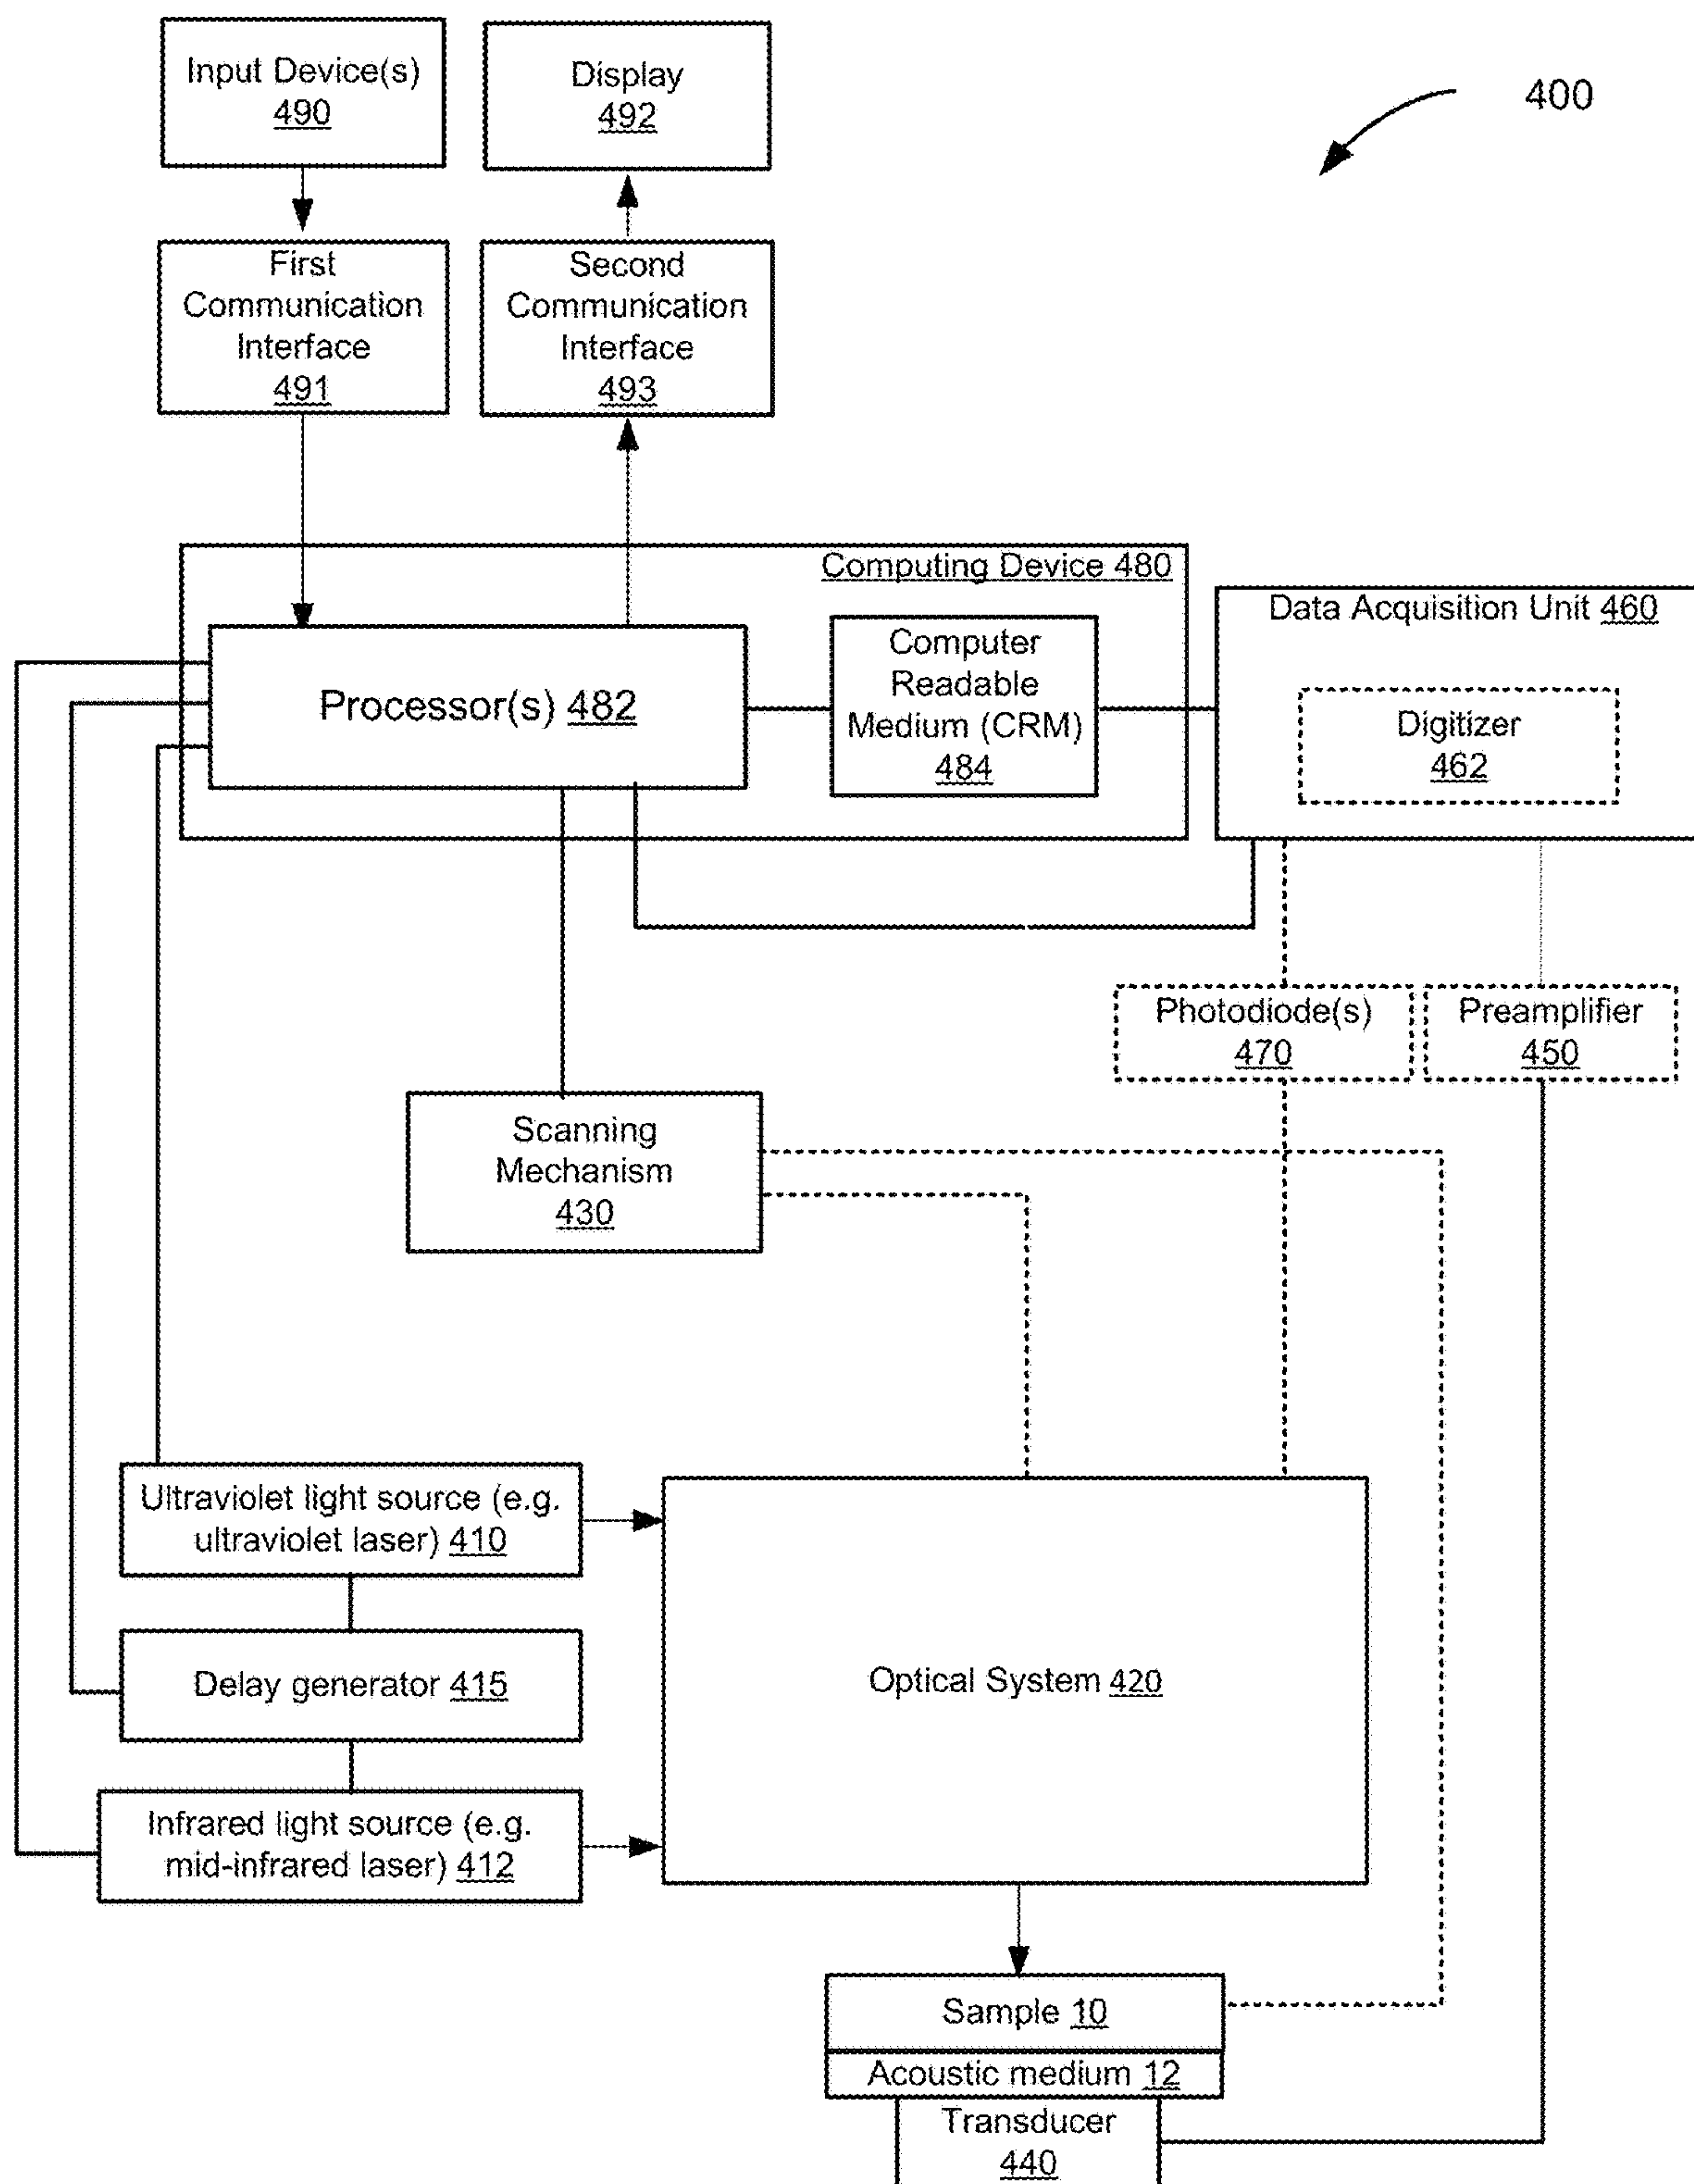 Input Device(s)
490
Display
492
400
First
Communication
Interface
491
Second
Communication
Interface
493
Computing Device 480
Processor(s) 482
Computer
Readable
Medium (CRM)
484
Data Acquisition Unit 460
Digitizer
462
Photodiode(s)
470
Preamplifier
450
Scanning
Mechanism
430
Ultraviolet light source (e.g.
ultraviolet laser) 410
Delay generator 415
Infrared light source (e.g.
mid-infrared laser) 412
Optical System 420
Sample 10
Acoustic medium 12
Transducer
440